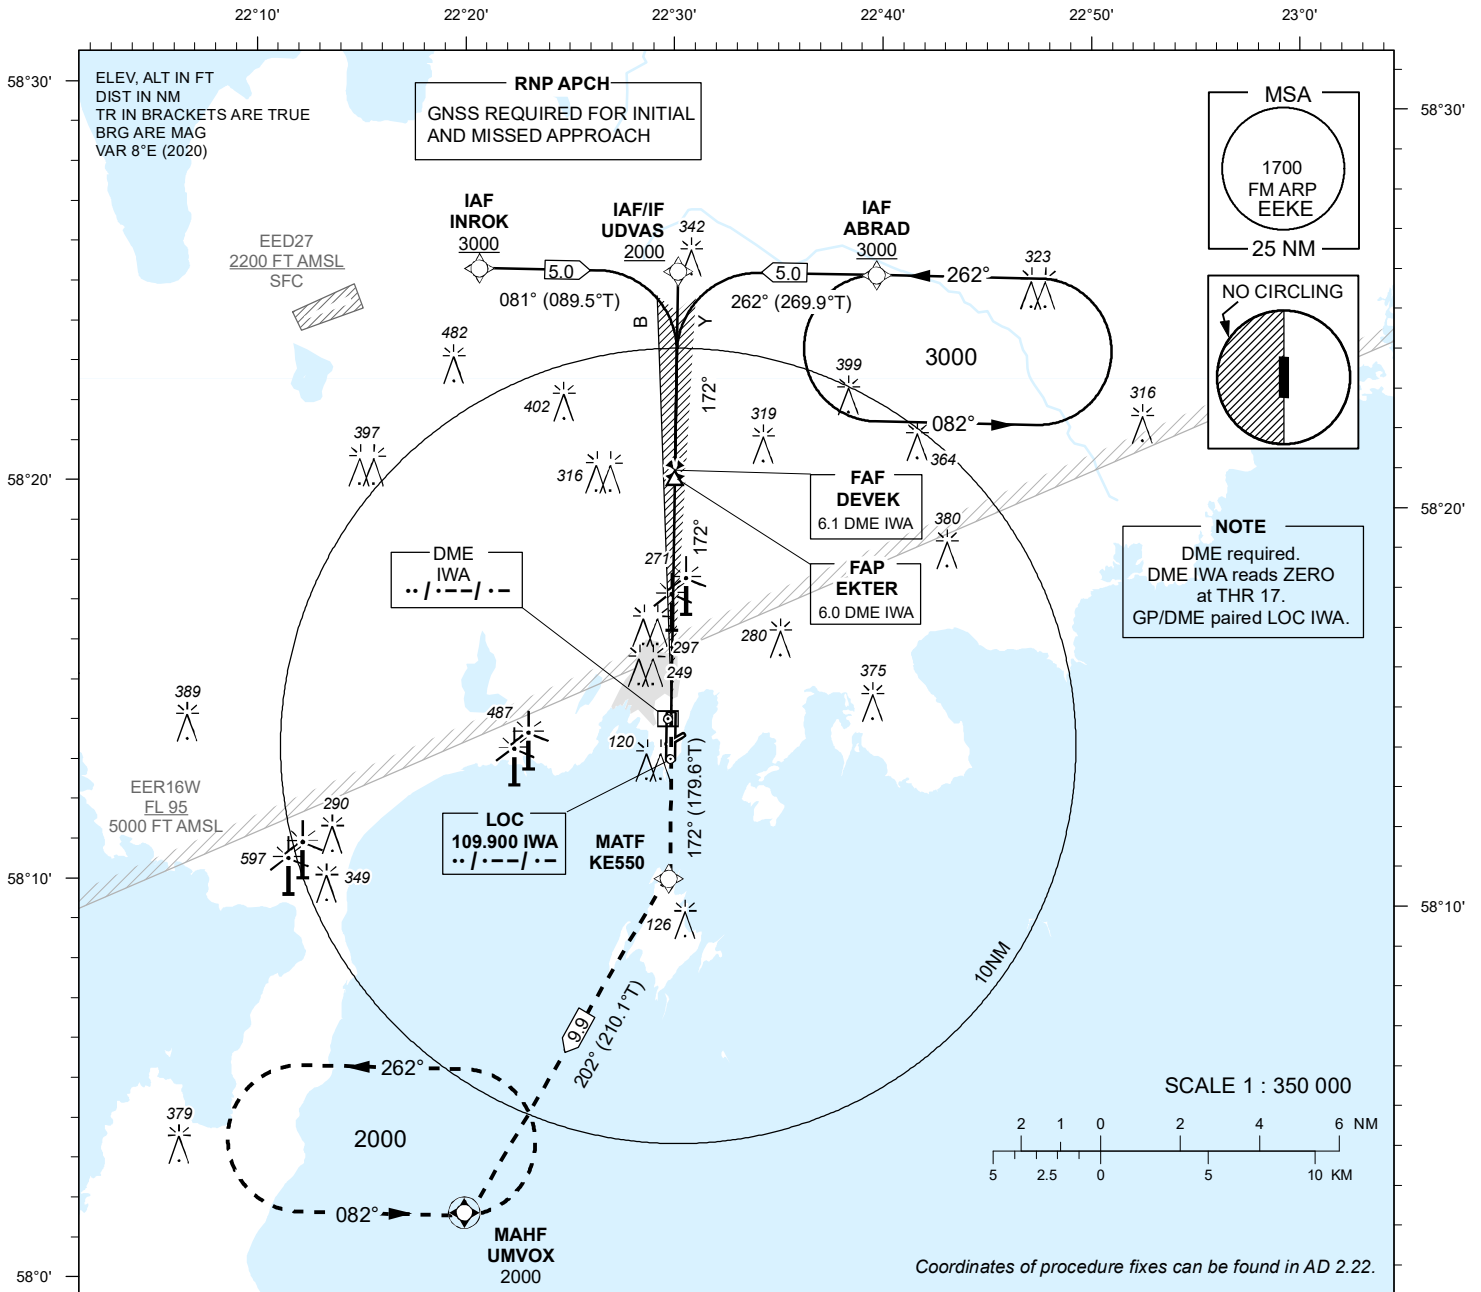 22°10' 22°20' 22°30' 22°40' 22°50' 23°0'
58°30'
58°30'
ELEV, ALT IN FT
DIST IN NM
TR IN BRACKETS ARE TRUE
BRG ARE MAG
VAR 8°E (2020)
RNP APCH
GNSS REQUIRED FOR INITIAL
AND MISSED APPROACH
MSA
1700
FM ARP
EEKE
25 NM
IAF
INROK
3000
IAF/IF
UDVAS
2000
342
IAF
ABRAD
3000
EED27
2200 FT AMSL
SFC
5.0
081° (089.5°T)
5.0
262° (269.9°T)
262°
323
NO CIRCLING
B
Y
482
402
172°
399
3000
319
082°
364
316
397
316
58°20'
58°20'
FAF
DEVEK
6.1 DME IWA
380
NOTE
DME required.
DME IWA reads ZERO
at THR 17.
GP/DME paired LOC IWA.
DME
IWA
·· / ·−−/ ·−
271
172°
FAP
EKTER
6.0 DME IWA
280
297
249
375
389
487
120
172° (179.6°T)
EER16W
FL 95
5000 FT AMSL
290
597
349
LOC
109.900 IWA
·· / ·−−/ ·−
MATF
KE550
58°10'
58°10'
126
10NM
9.9
202° (210.1°T)
262°
2000
379
082°
MAHF
UMVOX
2000
SCALE 1 : 350 000
2 1 0 2 4 6 NM
5 2.5 0 5 10 KM
58°0'
Coordinates of procedure fixes can be found in AD 2.22.